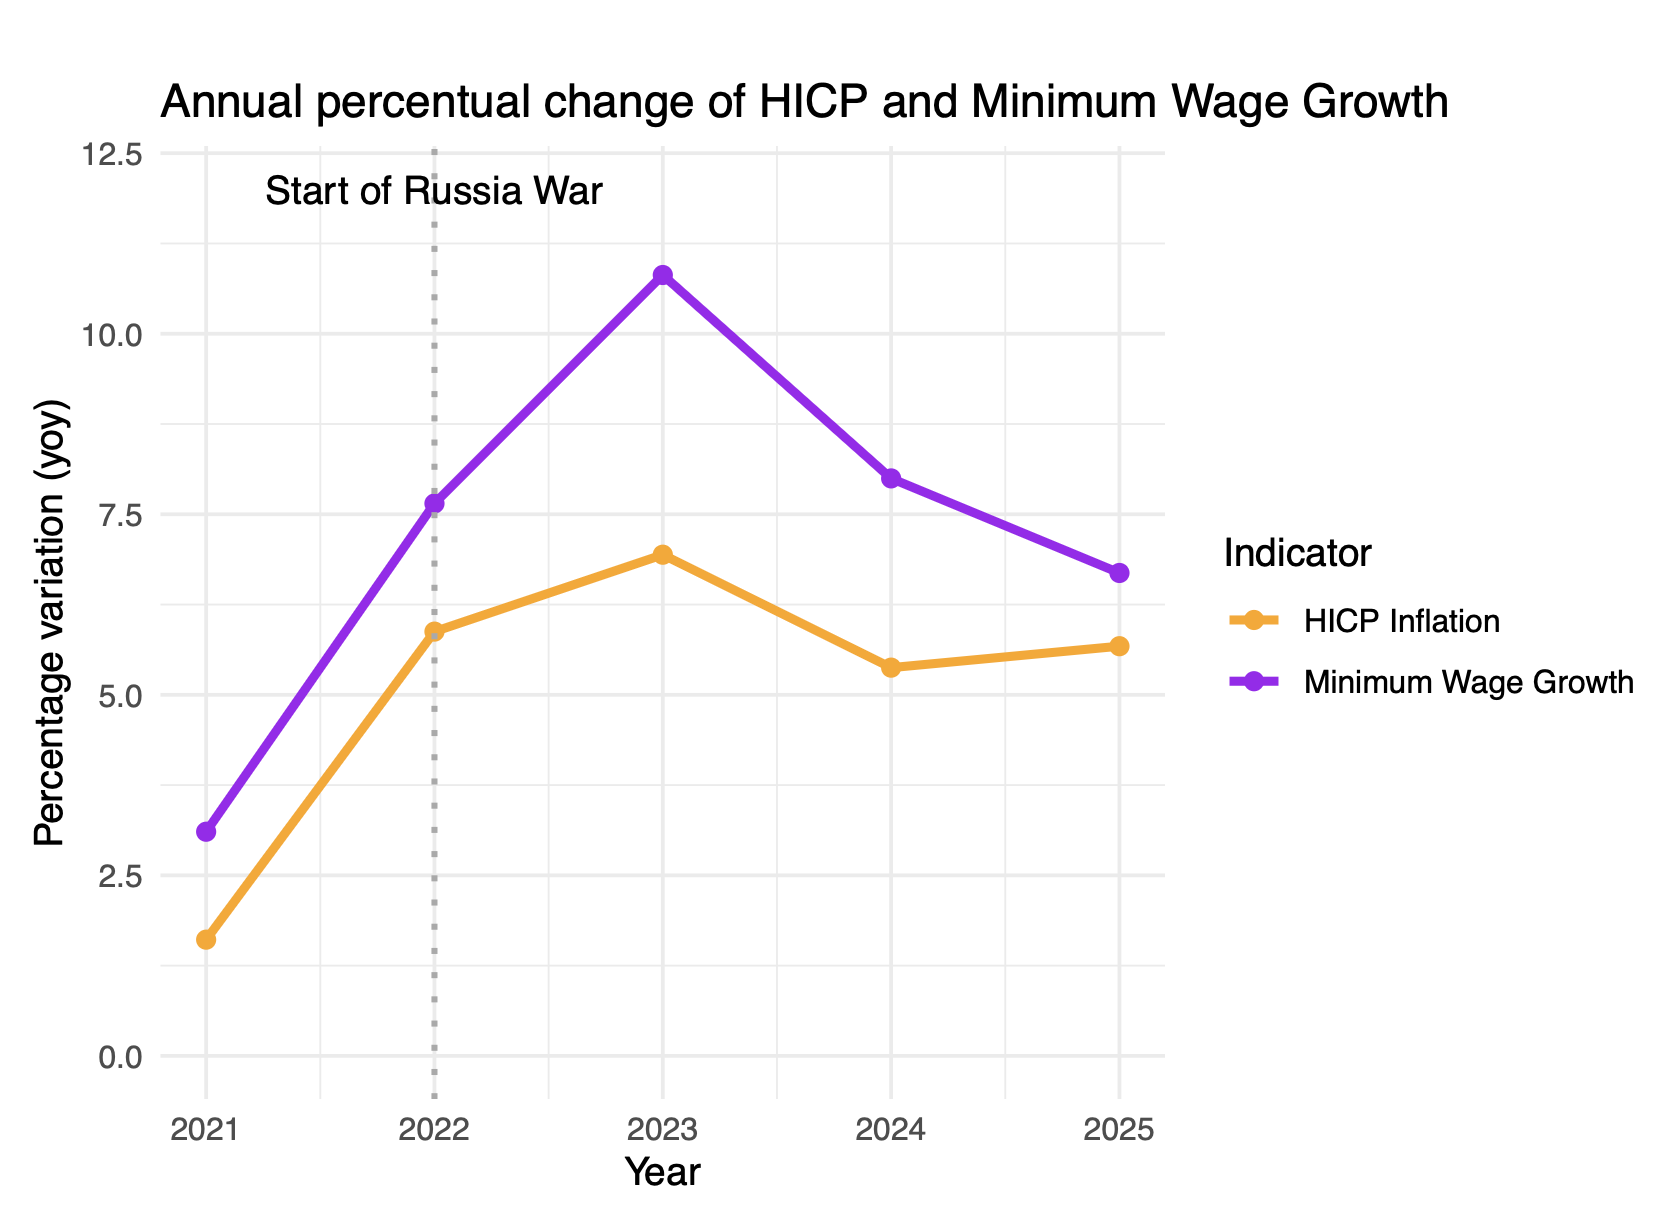 Annual percentual change of HICP and Minimum Wage Growth
12.5
Start of Russia War
10.0
7.5
5.0
2.5
0.0
Percentage variation (yoy)
2021 2022 2023 2024 2025
Year
Indicator
HICP Inflation
Minimum Wage Growth